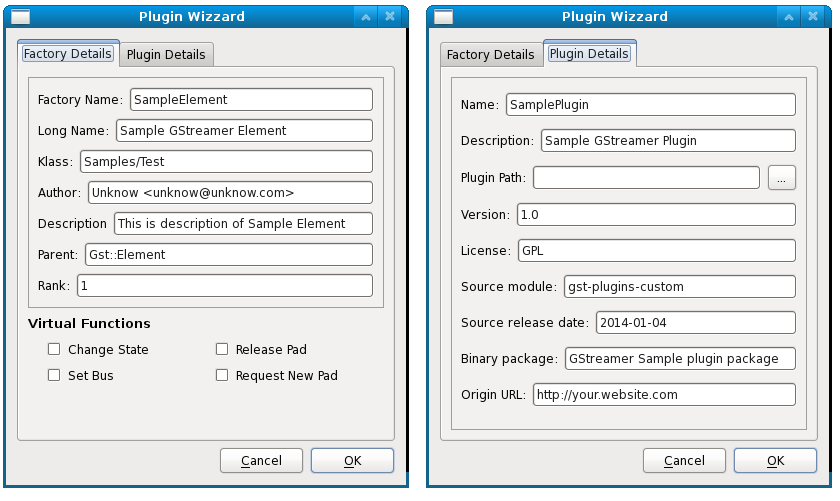 Plugin Wizzard
Factory Details Plugin Details
Factory Name: SampleElement
Long Name: Sample GStreamer Element
Klass: Samples/Test
Author: Unknow <unknow@unknow.com>
Description This is description of Sample Element
Parent: Gst::Element
Rank: 1
Virtual Functions
Change State Release Pad
Set Bus Request New Pad
Cancel OK
Plugin Wizzard
Factory Details Plugin Details
Name: SamplePlugin
Description: Sample GStreamer Plugin
Plugin Path: ...
Version: 1.0
License: GPL
Source module: gst-plugins-custom
Source release date: 2014-01-04
Binary package: GStreamer Sample plugin package
Origin URL: http://your.website.com
Cancel OK